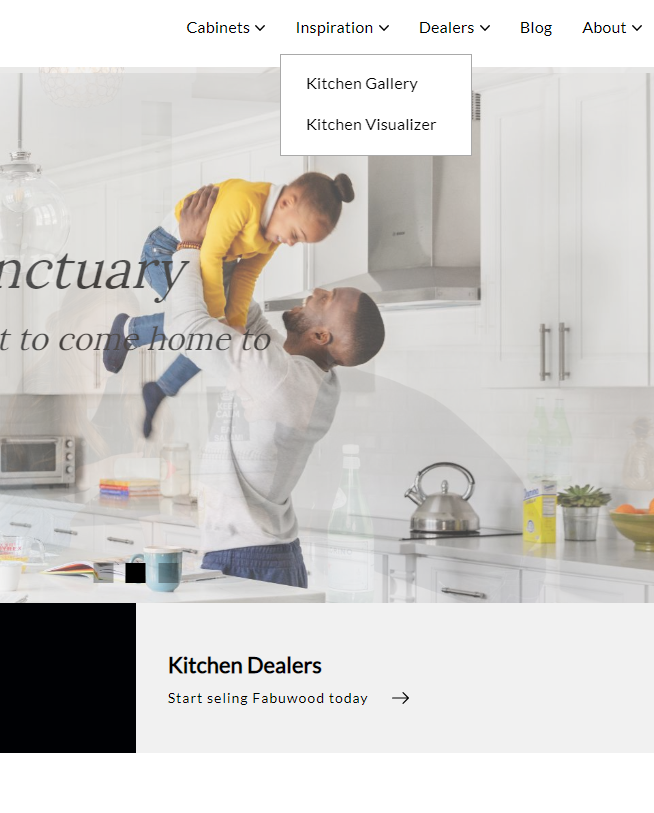 Cabinets Inspiration Dealers Blog About
Kitchen Gallery
Kitchen Visualizer
nctuary
t to come home to
Kitchen Dealers
Start seling Fabuwood today